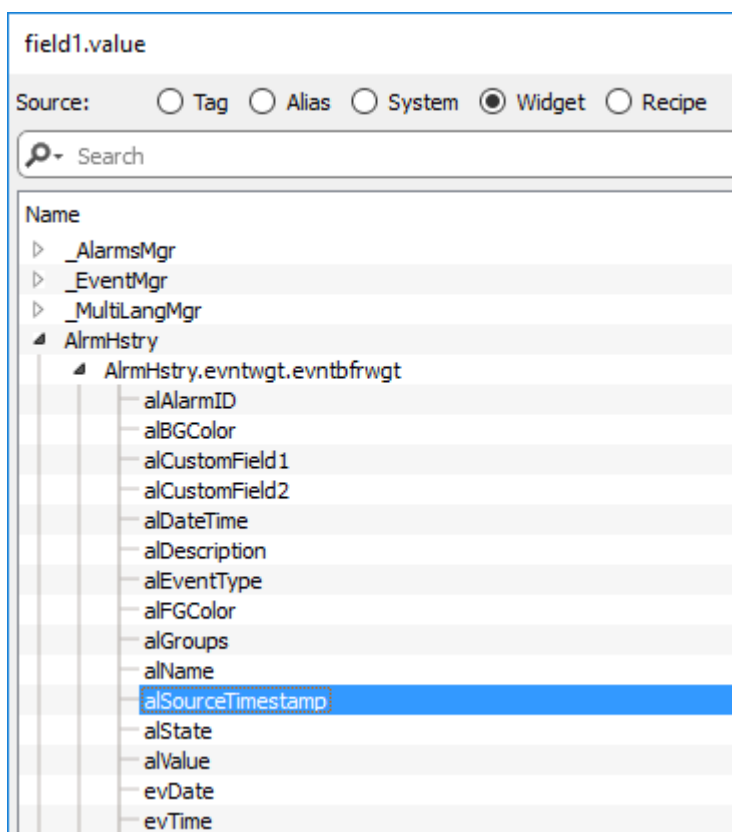 field1.value
Source: Tag Alias System Widget Recipe
Search
Name
_AlarmsMgr
_EventMgr
_MultiLangMgr
AlrmHstry
AlrmHstry.evntwgt.evntbfrwgt
alAlarmID
alBGColor
alCustomField1
alCustomField2
alDateTime
alDescription
alEventType
alFGColor
alGroups
alName
alSourceTimestamp
alState
alValue
evDate
evTime